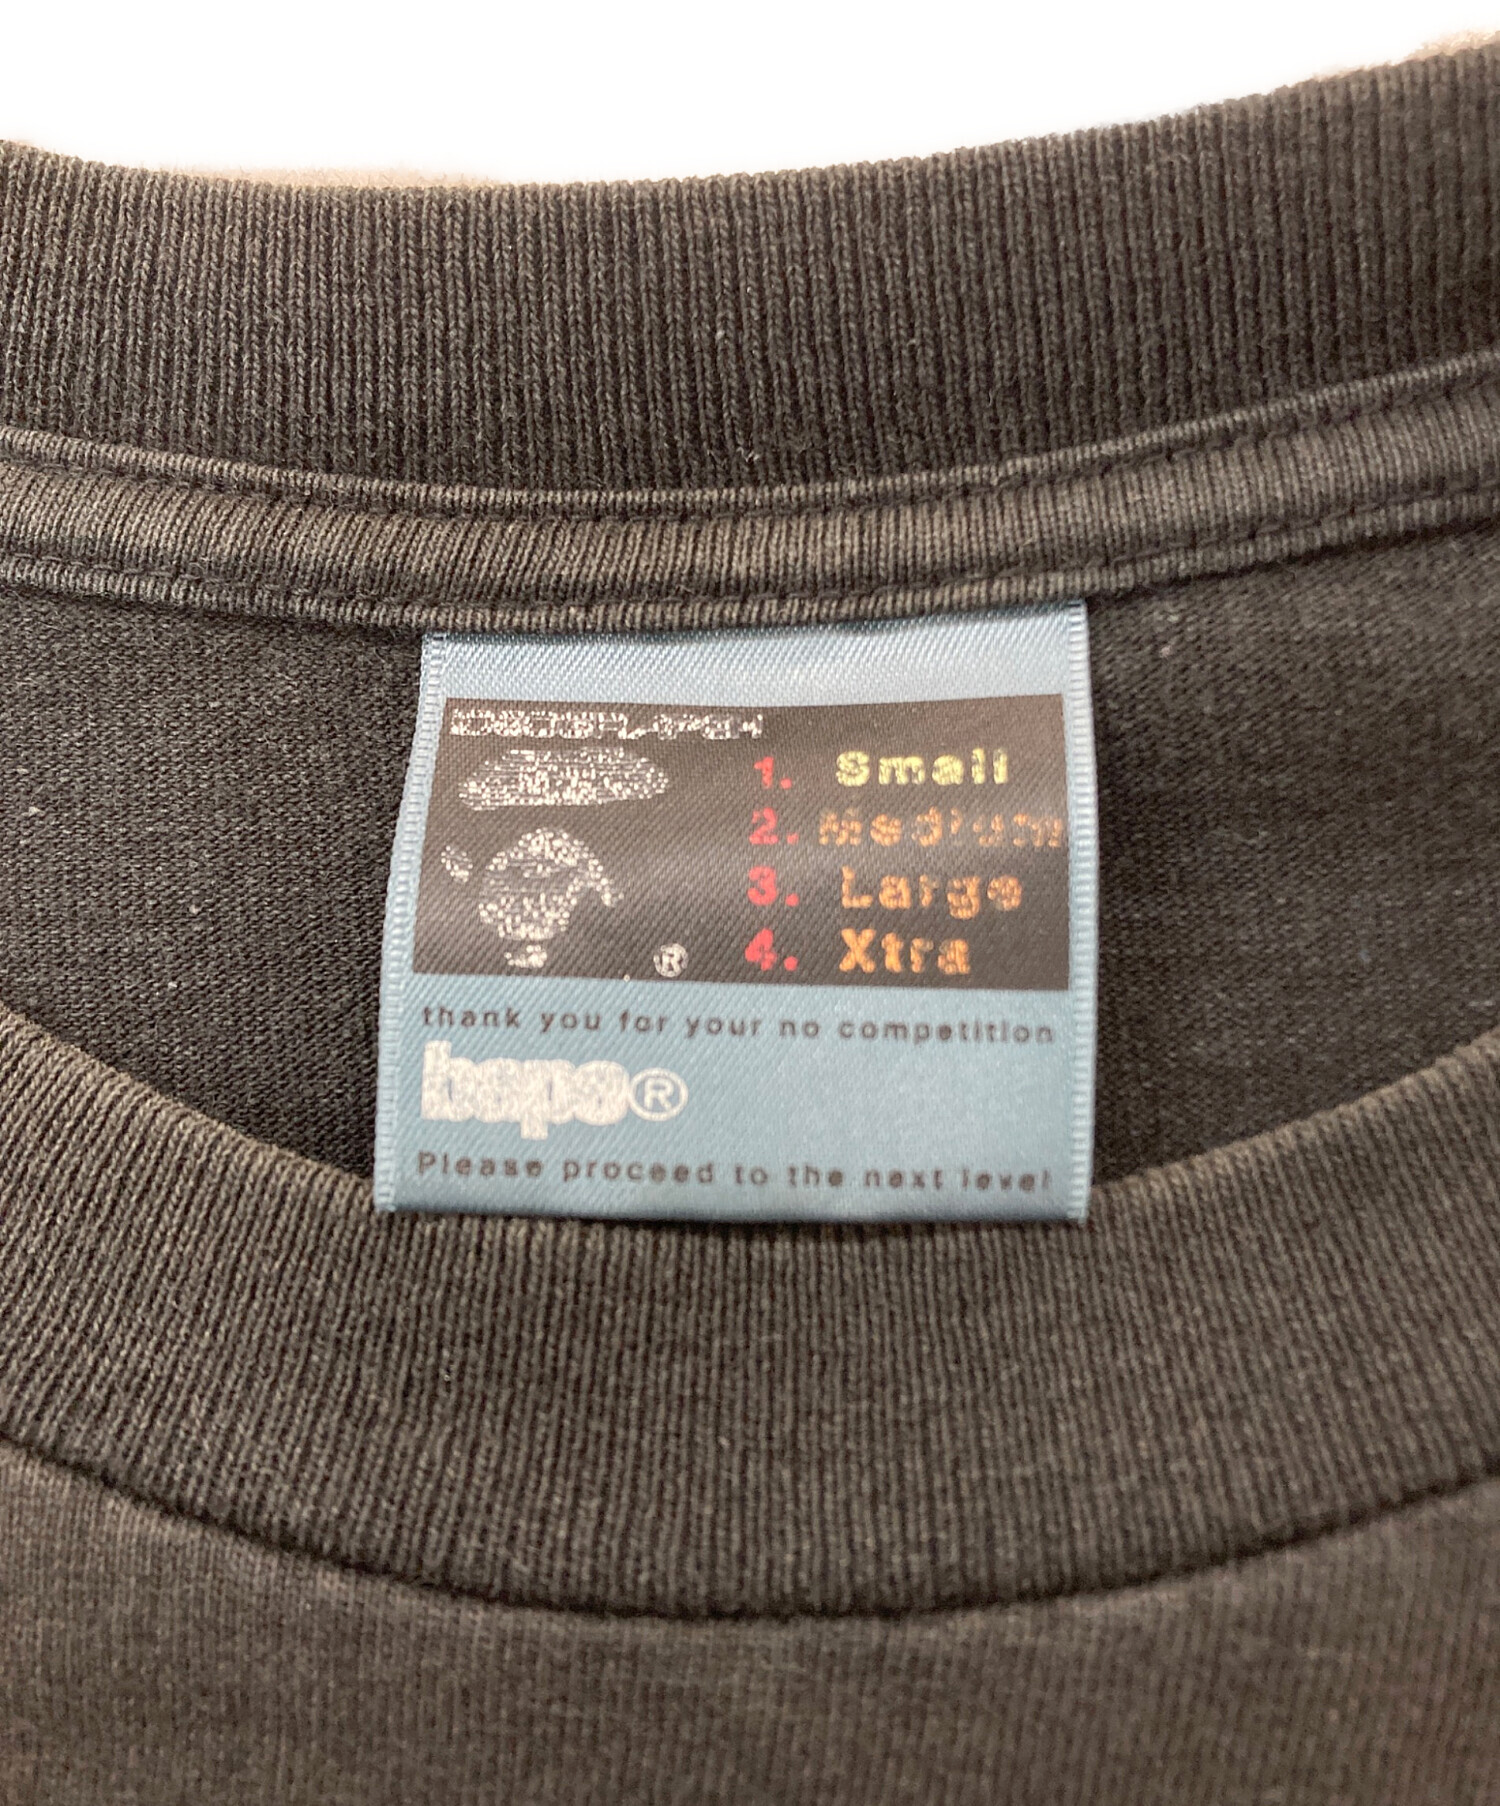 1. Small
2. Medium
3. Large
4. Xtra
®
thank you for your no competition
bape®
Please proceed to the next level